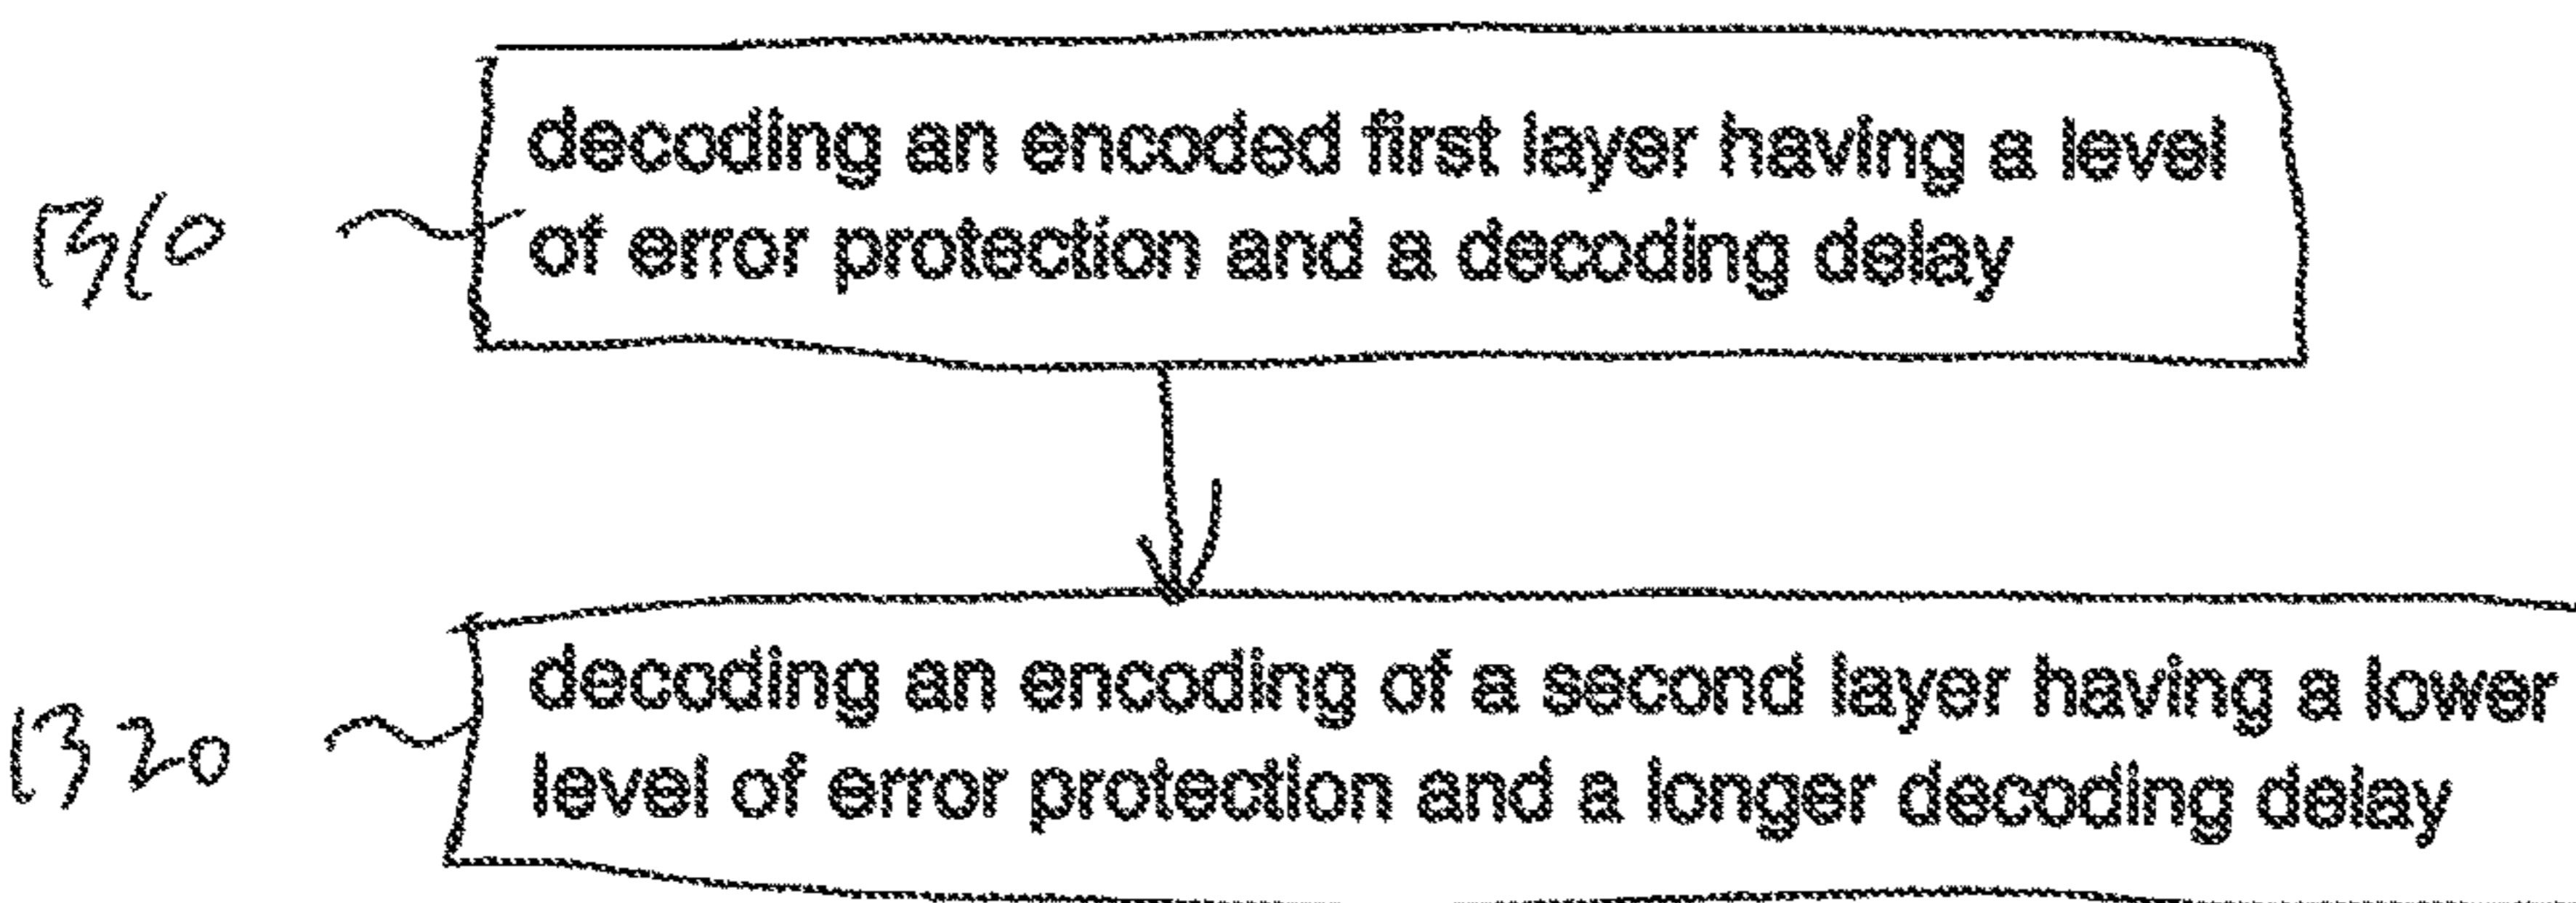 decoding an encoded first layer having a level
1310
of error protection and a decoding delay
decoding an encoding of a second layer having a lower
1320
level of error protection and a longer decoding delay